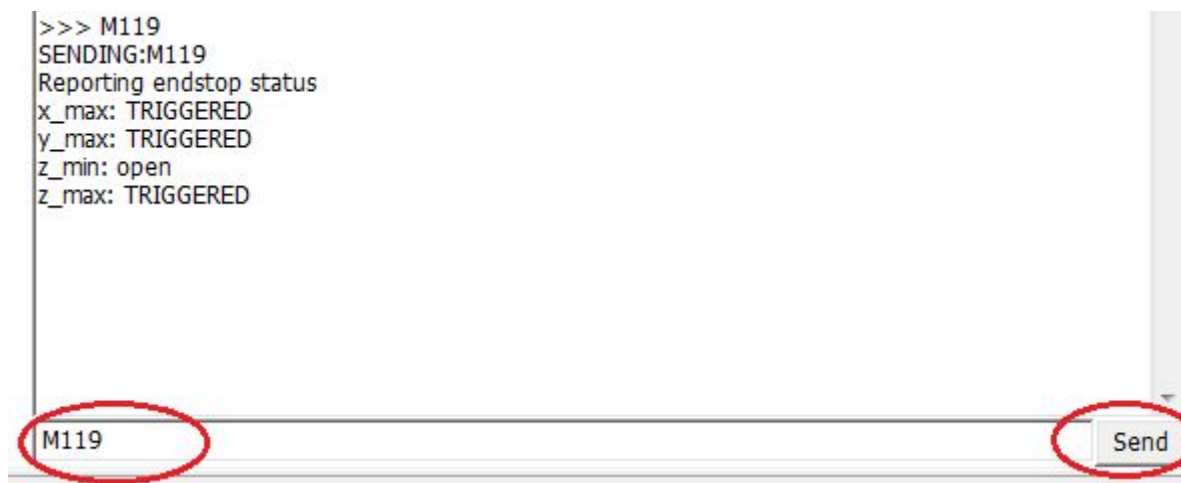 >>> M119
SENDING:M119
Reporting endstop status
x_max: TRIGGERED
y_max: TRIGGERED
z_min: open
z_max: TRIGGERED
M119
Send